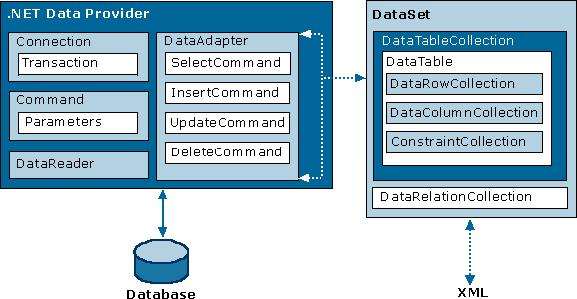 .NET Data Provider
Connection
Transaction
Command
Parameters
DataReader
DataAdapter
SelectCommand
InsertCommand
UpdateCommand
DeleteCommand
DataSet
DataTableCollection
DataTable
DataRowCollection
DataColumnCollection
ConstraintCollection
DataRelationCollection
Database
XML